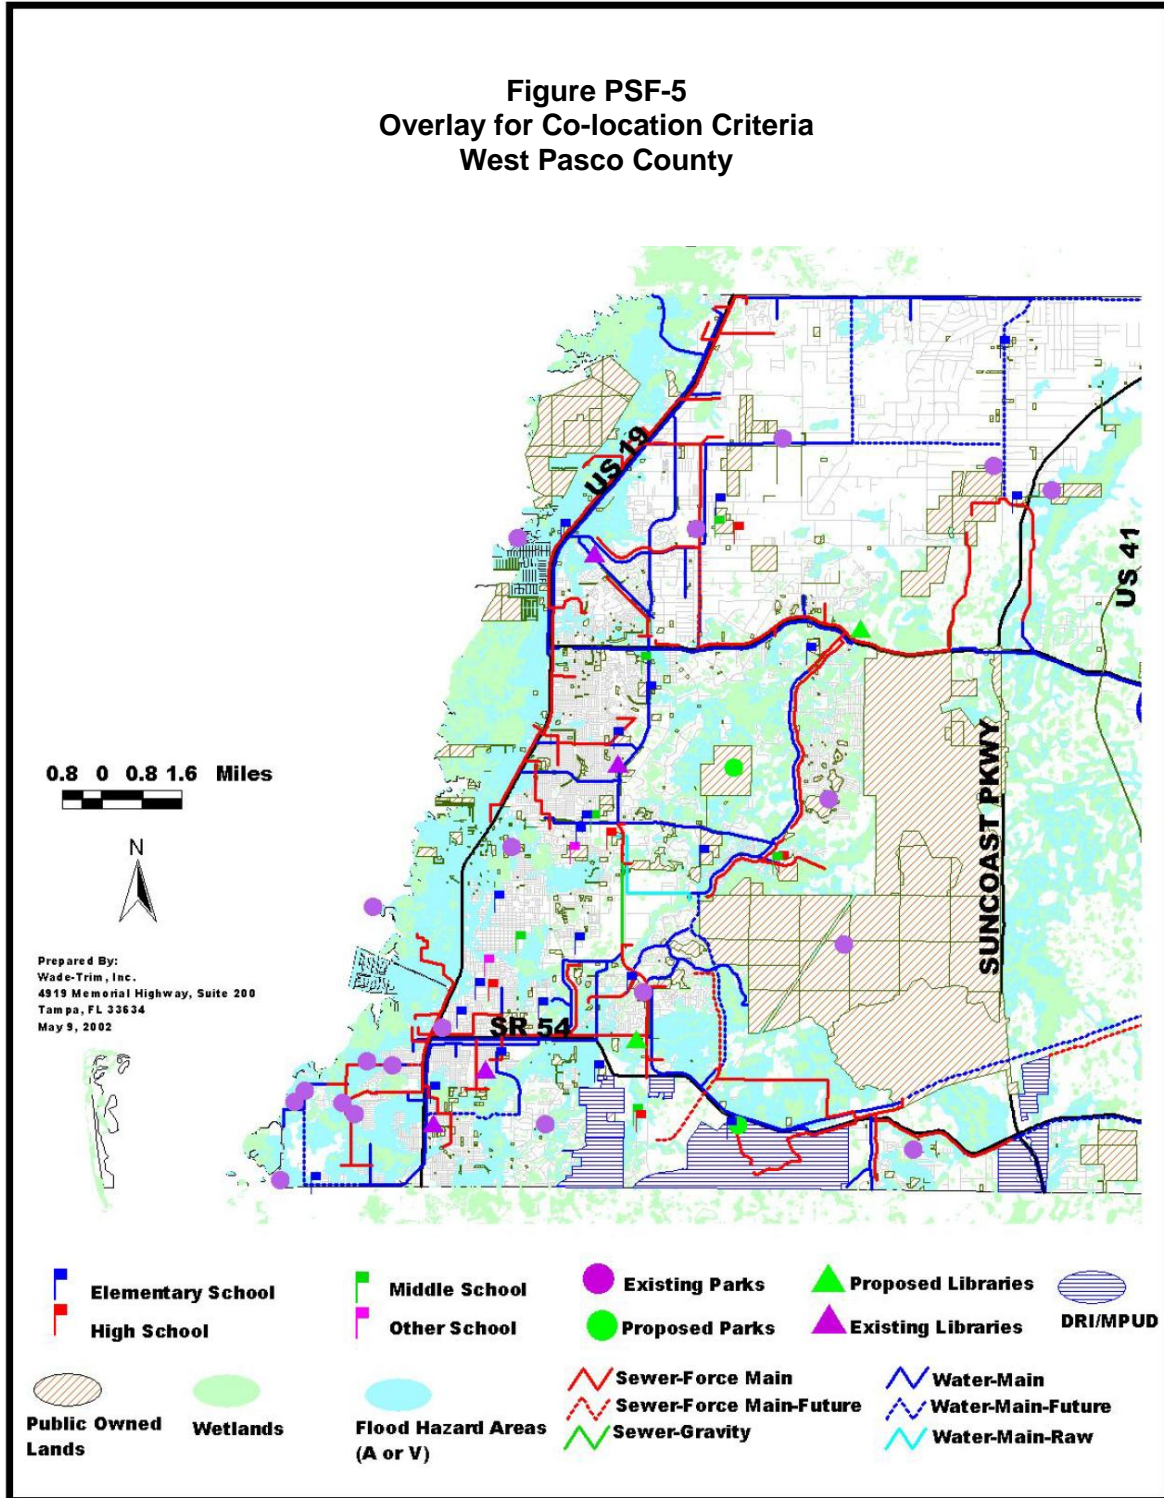 Figure PSF-5
Overlay for Co-location Criteria
West Pasco County
US 19
US 41
0.8 0 0.8 1.6 Miles
SUNCOAST PKWY
N
Prepared By:
Wade-Trim, Inc.
4919 Memorial Highway, Suite 200
Tampa, FL 33634
May 9, 2002
SR 54
Elementary School
Middle School
Existing Parks
Proposed Libraries
High School
Other School
Proposed Parks
Existing Libraries
DRI/MPUD
Public Owned
Lands
Wetlands
Flood Hazard Areas
(A or V)
Sewer-Force Main
Sewer-Force Main-Future
Sewer-Gravity
Water-Main
Water-Main-Future
Water-Main-Raw